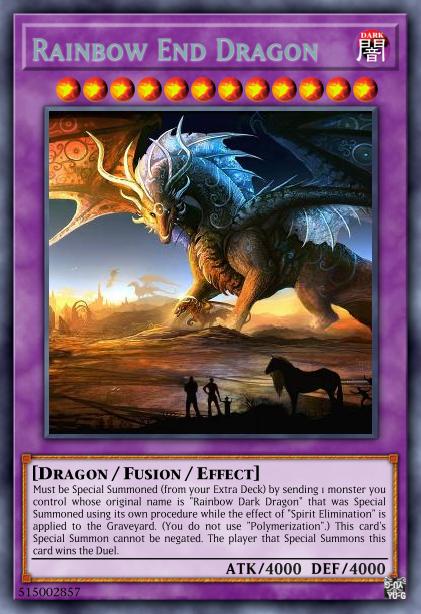 RAINBOW END DRAGON
DARK
闇
[DRAGON / FUSION / EFFECT]
Must be Special Summoned (from your Extra Deck) by sending 1 monster you
control whose original name is "Rainbow Dark Dragon" that was Special
Summoned using its own procedure while the effect of "Spirit Elimination" is
applied to the Graveyard. (You do not use "Polymerization".) This card's
Special Summon cannot be negated. The player that Special Summons this
card wins the Duel.
ATK/4000 DEF/4000
515002857